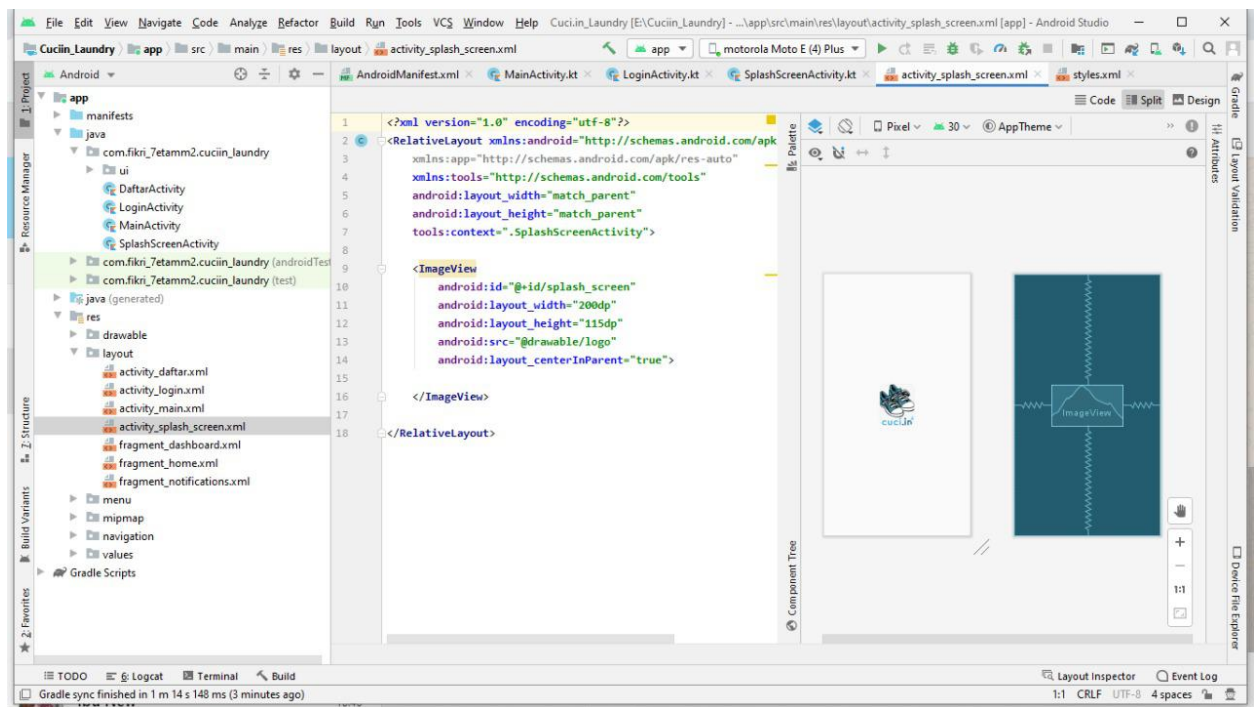 File Edit View Navigate Code Analyze Refactor Build Run Tools VCS Window Help Cuci.in_Laundry [E:\Cuciin_Laundry] - ...\app\src\main\res\layout\activity_splash_screen.xml [app] - Android Studio
Cuciin_Laundry app src main res layout activity_splash_screen.xml app motorola Moto E (4) Plus
Android
AndroidManifest.xml MainActivity.kt LoginActivity.kt SplashScreenActivity.kt activity_splash_screen.xml styles.xml
Code Split Design
1: Project
Resource Manager
Z: Structure
Build Variants
2: Favorites
app
manifests
java
com.fikri_7etamm2.cuciin_laundry
ui
DaftarActivity
LoginActivity
MainActivity
SplashScreenActivity
com.fikri_7etamm2.cuciin_laundry (androidTest
com.fikri_7etamm2.cuciin_laundry (test)
java (generated)
res
drawable
layout
activity_daftar.xml
activity_login.xml
activity_main.xml
activity_splash_screen.xml
fragment_dashboard.xml
fragment_home.xml
fragment_notifications.xml
menu
mipmap
navigation
values
Gradle Scripts
1 <?xml version="1.0" encoding="utf-8"?>
2 <RelativeLayout xmlns:android="http://schemas.android.com/apk
3 xmlns:app="http://schemas.android.com/apk/res-auto"
4 xmlns:tools="http://schemas.android.com/tools"
5 android:layout_width="match_parent"
6 android:layout_height="match_parent"
7 tools:context=".SplashScreenActivity">
8
9 <ImageView
10 android:id="@+id/splash_screen"
11 android:layout_width="200dp"
12 android:layout_height="115dp"
13 android:src="@drawable/logo"
14 android:layout_centerInParent="true">
15
16 </ImageView>
17
18 </RelativeLayout>
Palette
Component Tree
Pixel 30 AppTheme
cuci.in
ImageView
1:1
Gradle
Attributes
Layout Validation
Device File Explorer
TODO 6: Logcat Terminal Build
Layout Inspector Event Log
Gradle sync finished in 1 m 14 s 148 ms (3 minutes ago)
1:1 CRLF UTF-8 4 spaces